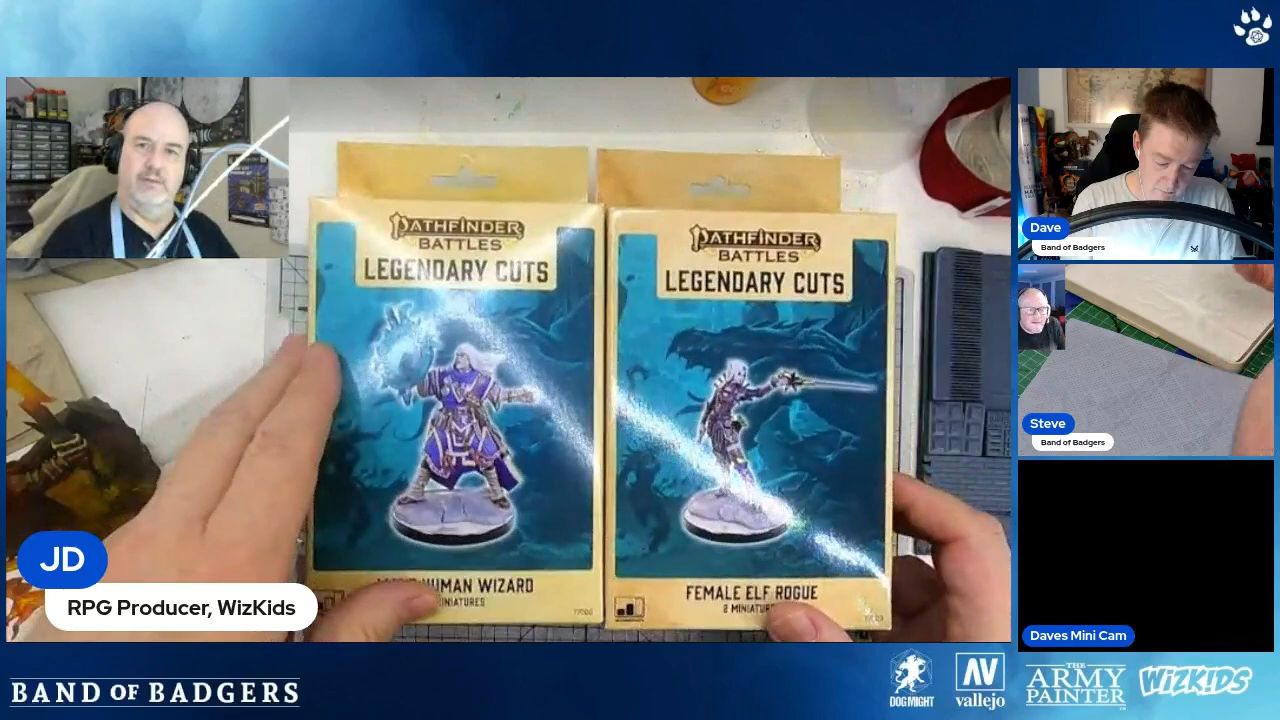 PATHFINDER
BATTLES
LEGENDARY CUTS
HUMAN WIZARD
PATHFINDER
BATTLES
LEGENDARY CUTS
FEMALE ELF ROGUE
2 MINIATURES
JD
RPG Producer, WizKids
Dave
Band of Badgers
Steve
Band of Badgers
Daves Mini Cam
BAND OF BADGERS
DOG MIGHT
AV
vallejo
THE
ARMY
PAINTER
WIZKIDS